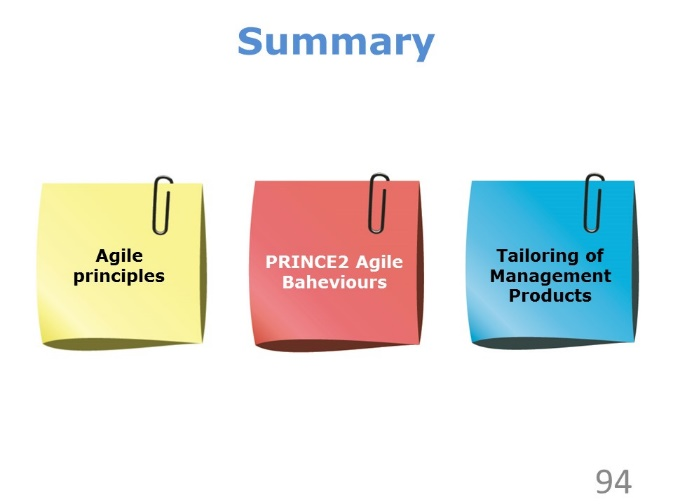 Summary
Agile
principles
PRINCE2 Agile
Baheviours
Tailoring of
Management
Products
94